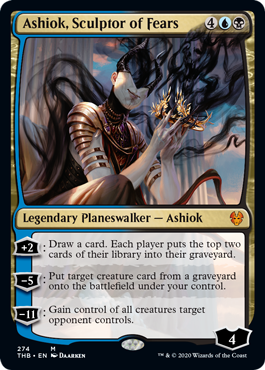 Ashiok, Sculptor of Fears 4
Legendary Planeswalker — Ashiok
+2: Draw a card. Each player puts the top two
cards of their library into their graveyard.
−5: Put target creature card from a graveyard
onto the battlefield under your control.
−11: Gain control of all creatures target
opponent controls.
4
274 M
THB • EN DAARKEN
™ & © 2020 Wizards of the Coast